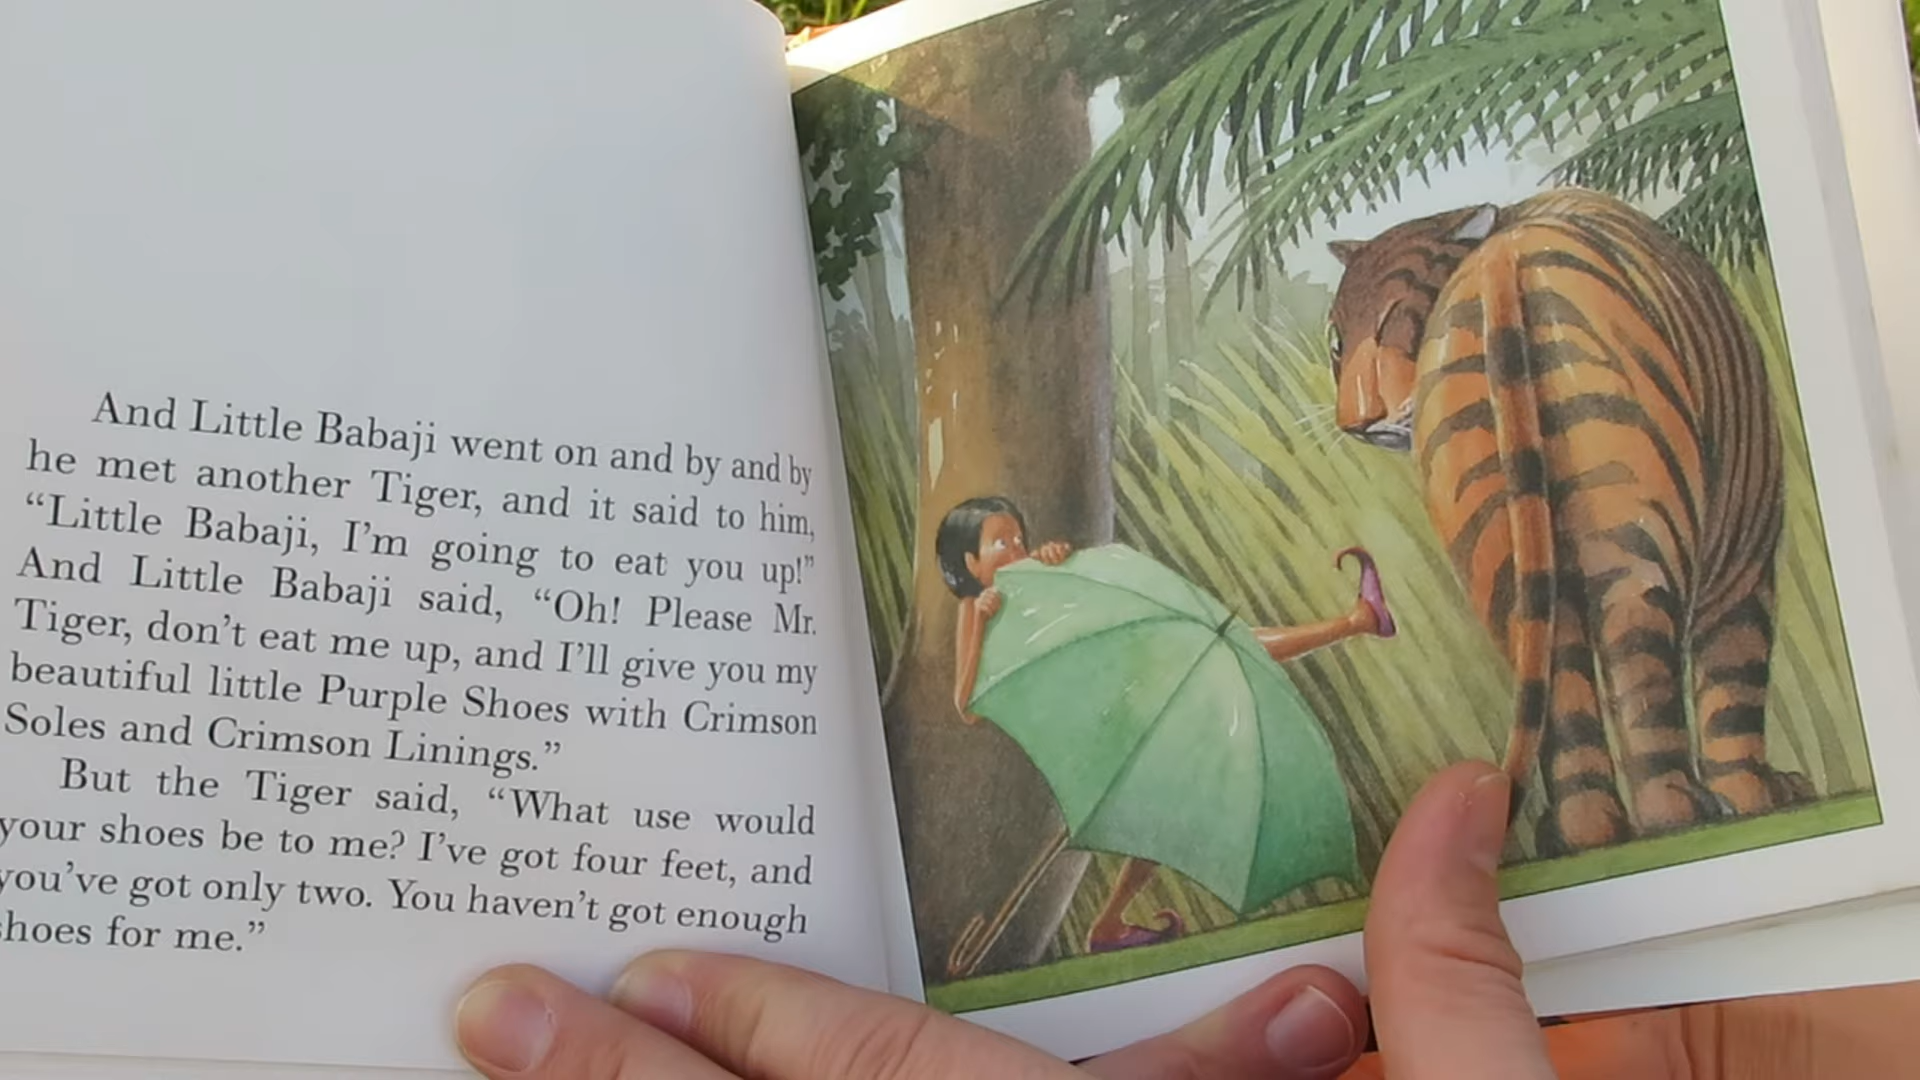 And Little Babaji went on and by and by
he met another Tiger, and it said to him,
“Little Babaji, I’m going to eat you up!”
And Little Babaji said, “Oh! Please Mr.
Tiger, don’t eat me up, and I’ll give you my
beautiful little Purple Shoes with Crimson
Soles and Crimson Linings.”
But the Tiger said, “What use would
your shoes be to me? I’ve got four feet, and
you’ve got only two. You haven’t got enough
shoes for me.”